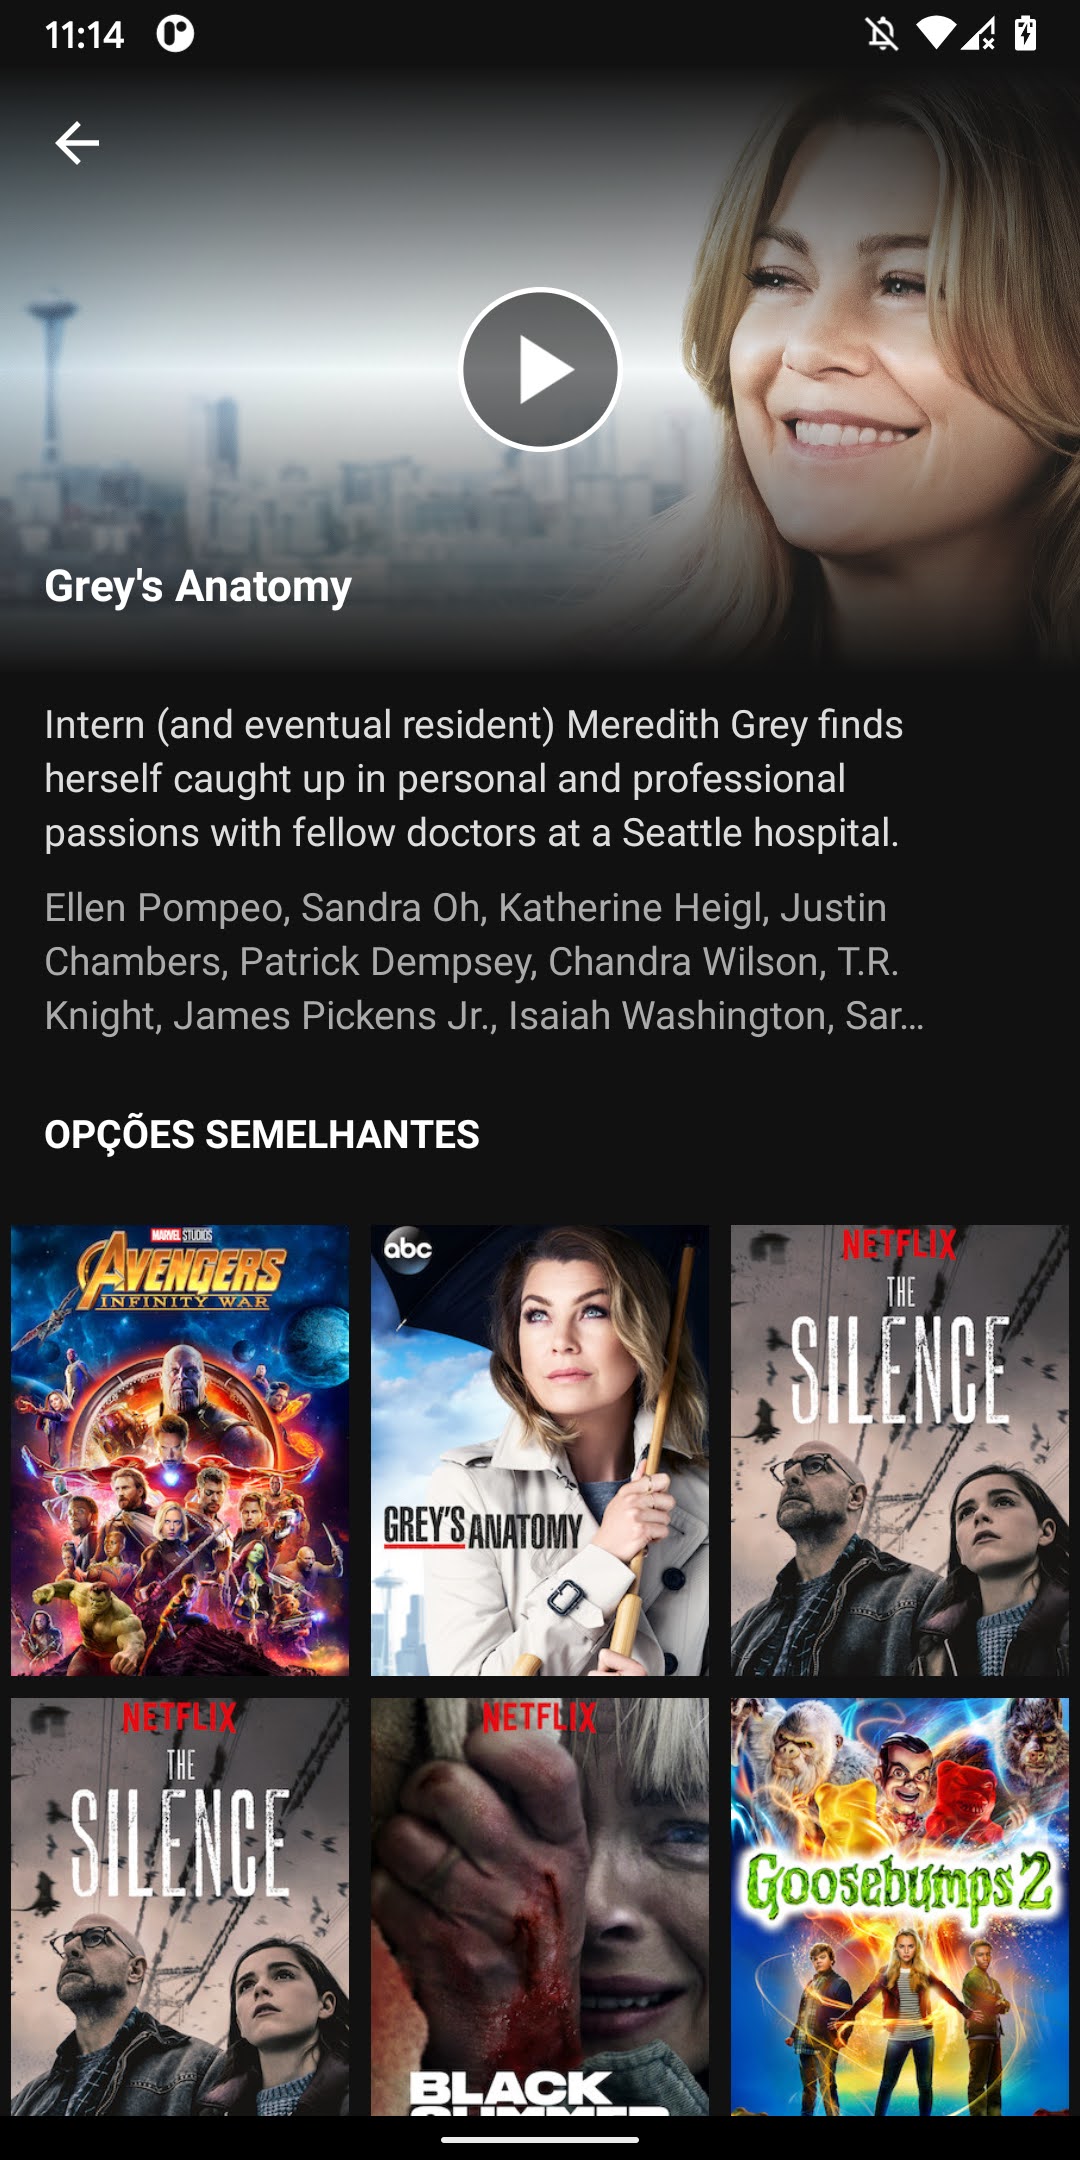 11:14
Grey's Anatomy
Intern (and eventual resident) Meredith Grey finds
herself caught up in personal and professional
passions with fellow doctors at a Seattle hospital.
Ellen Pompeo, Sandra Oh, Katherine Heigl, Justin
Chambers, Patrick Dempsey, Chandra Wilson, T.R.
Knight, James Pickens Jr., Isaiah Washington, Sar...
OPÇÕES SEMELHANTES
MARVEL STUDIOS
AVENGERS
INFINITY WAR
abc
GREY'S ANATOMY
NETFLIX
THE
SILENCE
NETFLIX
THE
SILENCE
NETFLIX
BLACK
SUMMER
Goosebumps 2